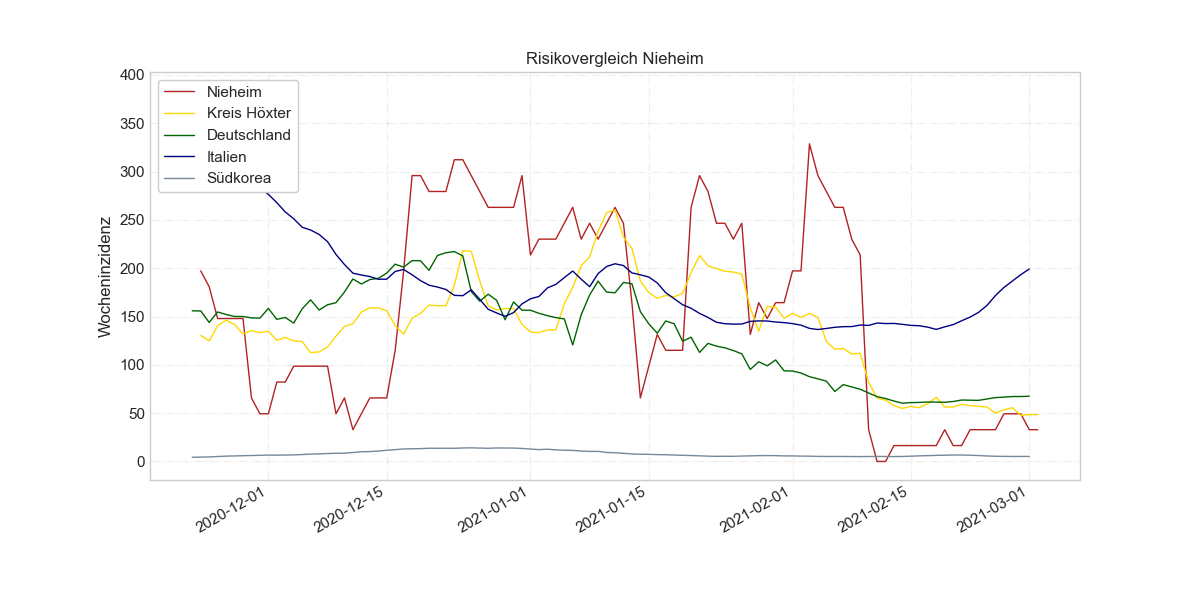 Risikovergleich Nieheim
Wocheninzidenz
400
350
300
250
200
150
100
50
0
Nieheim
Kreis Höxter
Deutschland
Italien
Südkorea
2020-12-01
2020-12-15
2021-01-01
2021-01-15
2021-02-01
2021-02-15
2021-03-01